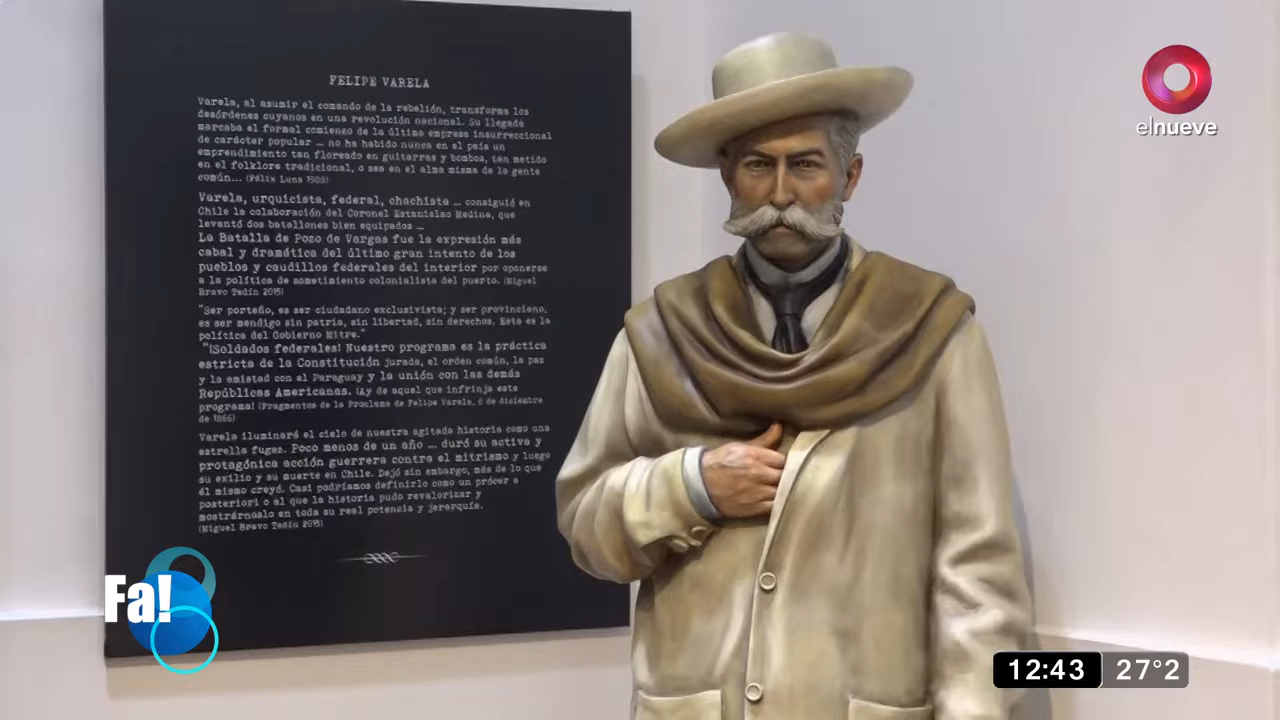 FELIPE VARELA
Varela, al asumir el comando de la rebelión, transforma los
desórdenes cuyanos en una revolución nacional. Su llegada
marcaba el formal comienzo de la última empresa insurreccional
de carácter popular ... no ha habido nunca en el país un
emprendimiento tan floreado en guitarras y bombos, tan metido
en el folklore tradicional, o sea en el alma misma de la gente
común... (Félix Luna 1988)
Varela, urquicista, federal, chachista ... consiguió en
Chile la colaboración del Coronel Estanislao Medina, que
levantó dos batallones bien equipados ...
La Batalla de Pozo de Vargas fue la expresión más
cabal y dramática del último gran intento de los
pueblos y caudillos federales del interior por oponerse
a la política de sometimiento colonialista del puerto. (Miguel
Bravo Tedín 2015)
"Ser porteño, es ser ciudadano exclusivista; y ser provinciano,
es ser mendigo sin patria, sin libertad, sin derechos. Esta es la
política del Gobierno Mitre."
"¡Soldados federales! Nuestro programa es la práctica
estricta de la Constitución jurada, el orden común, la paz
y la amistad con el Paraguay y la unión con las demás
Repúblicas Americanas. ¡Ay de aquel que infrinja este
programa! (Fragmentos de la Proclama de Felipe Varela, 6 de diciembre
de 1866)
Varela iluminará el cielo de nuestra agitada historia como una
estrella fugaz. Poco menos de un año ... duró su activa y
protagónica acción guerrera contra el mitrismo y luego
su exilio y su muerte en Chile. Dejó sin embargo, más de lo que
él mismo creyó. Casi podríamos definirlo como un prócer a
posteriori o al que la historia pudo revalorizar y
mostrárnoslo en toda su real potencia y jerarquía.
(Miguel Bravo Tedín 2015)
elnueve
Fa!
12:43 27°2